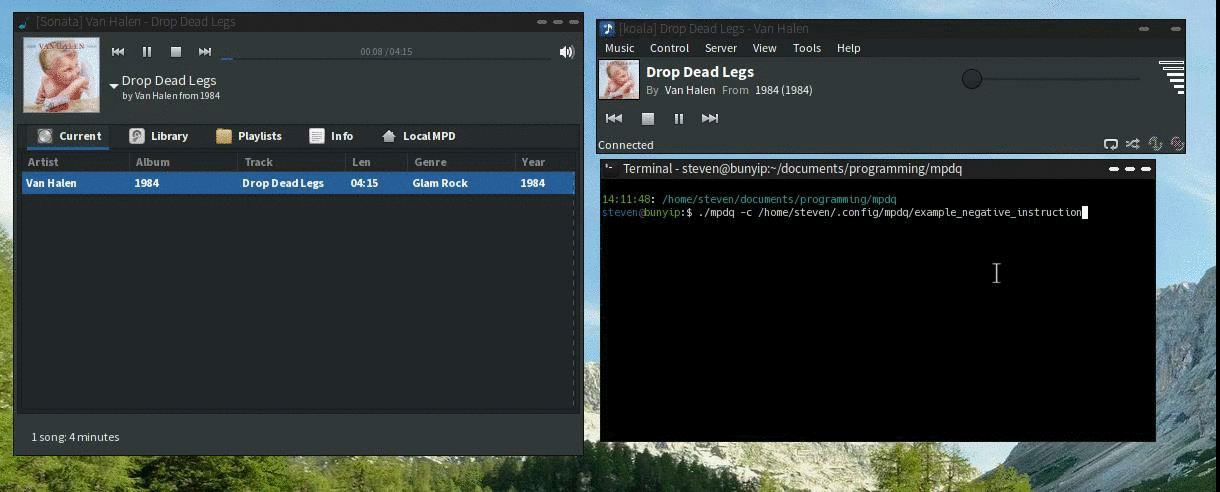 [Sonata] Van Halen - Drop Dead Legs
00:08 / 04:15
Drop Dead Legs
by Van Halen from 1984
VAN HALEN
Current Library Playlists Info Local MPD
Artist Album Track Len Genre Year
Van Halen 1984 Drop Dead Legs 04:15 Glam Rock 1984
1 song: 4 minutes
[koala] Drop Dead Legs - Van Halen
Music Control Server View Tools Help
Drop Dead Legs
By Van Halen From 1984 (1984)
Connected
Terminal - steven@bunyip:~/documents/programming/mpdq
14:11:48: /home/steven/documents/programming/mpdq
steven@bunyip:$ ./mpdq -c /home/steven/.config/mpdq/example_negative_instruction